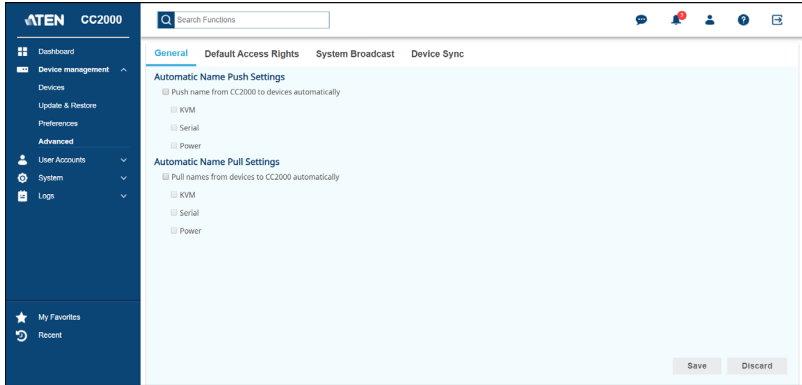 ATEN CC2000
Search Functions
3
Dashboard
Device management
Devices
Update & Restore
Preferences
Advanced
User Accounts
System
Logs
My Favorites
Recent
General Default Access Rights System Broadcast Device Sync
Automatic Name Push Settings
Push name from CC2000 to devices automatically
KVM
Serial
Power
Automatic Name Pull Settings
Pull names from devices to CC2000 automatically
KVM
Serial
Power
Save Discard